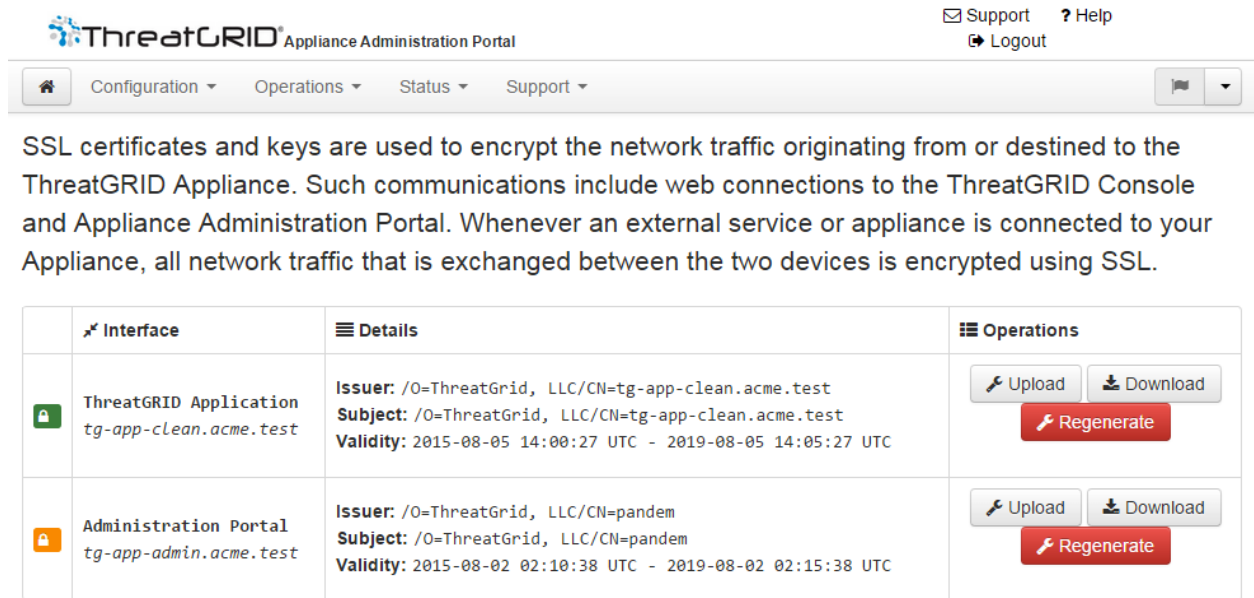 Support ? Help
ThreatGRID® Appliance Administration Portal
Logout
Configuration Operations Status Support
SSL certificates and keys are used to encrypt the network traffic originating from or destined to the
ThreatGRID Appliance. Such communications include web connections to the ThreatGRID Console
and Appliance Administration Portal. Whenever an external service or appliance is connected to your
Appliance, all network traffic that is exchanged between the two devices is encrypted using SSL.
Interface Details Operations
ThreatGRID Application
tg-app-clean.acme.test
Issuer: /O=ThreatGrid, LLC/CN=tg-app-clean.acme.test
Subject: /O=ThreatGrid, LLC/CN=tg-app-clean.acme.test
Validity: 2015-08-05 14:00:27 UTC - 2019-08-05 14:05:27 UTC
Upload Download
Regenerate
Administration Portal
tg-app-admin.acme.test
Issuer: /O=ThreatGrid, LLC/CN=pandem
Subject: /O=ThreatGrid, LLC/CN=pandem
Validity: 2015-08-02 02:10:38 UTC - 2019-08-02 02:15:38 UTC
Upload Download
Regenerate